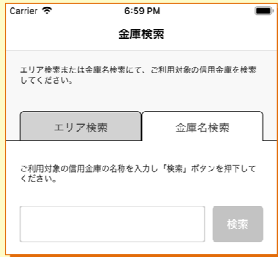 Carrier 6:59 PM
金庫検索
エリア検索または金庫名検索にて、ご利用対象の信用金庫を検索
してください。
エリア検索 金庫名検索
ご利用対象の信用金庫の名称を入力し「検索」ボタンを押下して
ください。
検索